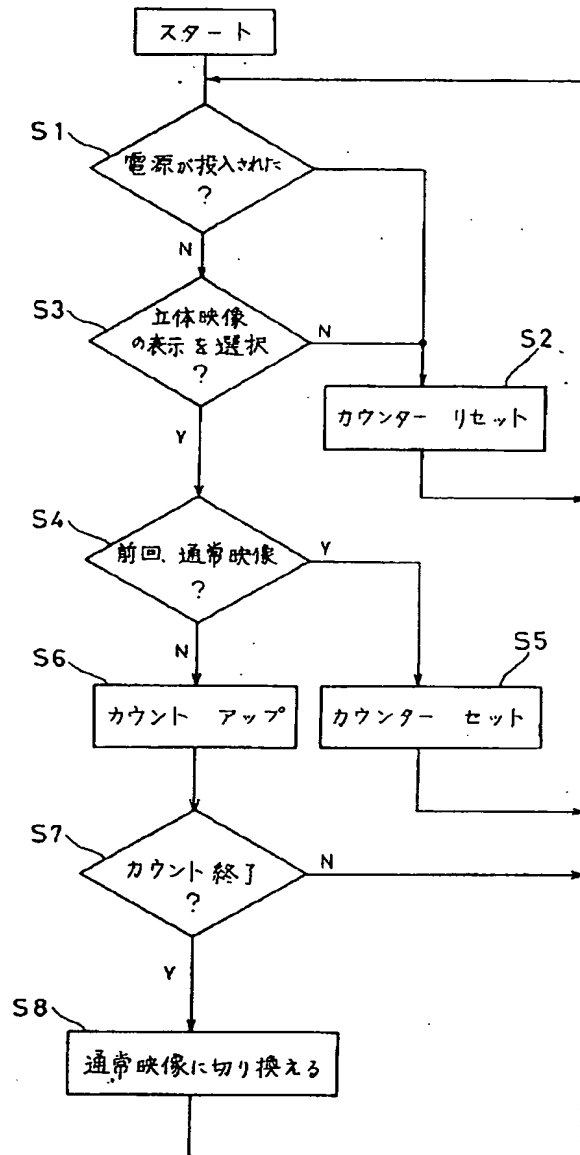 スタート
S1
電源が投入された
?
N
S3
立体映像
の表示を選択
?
N
Y
S2
カウンター リセット
S4
前回、通常映像
?
Y
N
S6
カウント アップ
S5
カウンター セット
S7
カウント終了
?
N
Y
S8
通常映像に切り換える